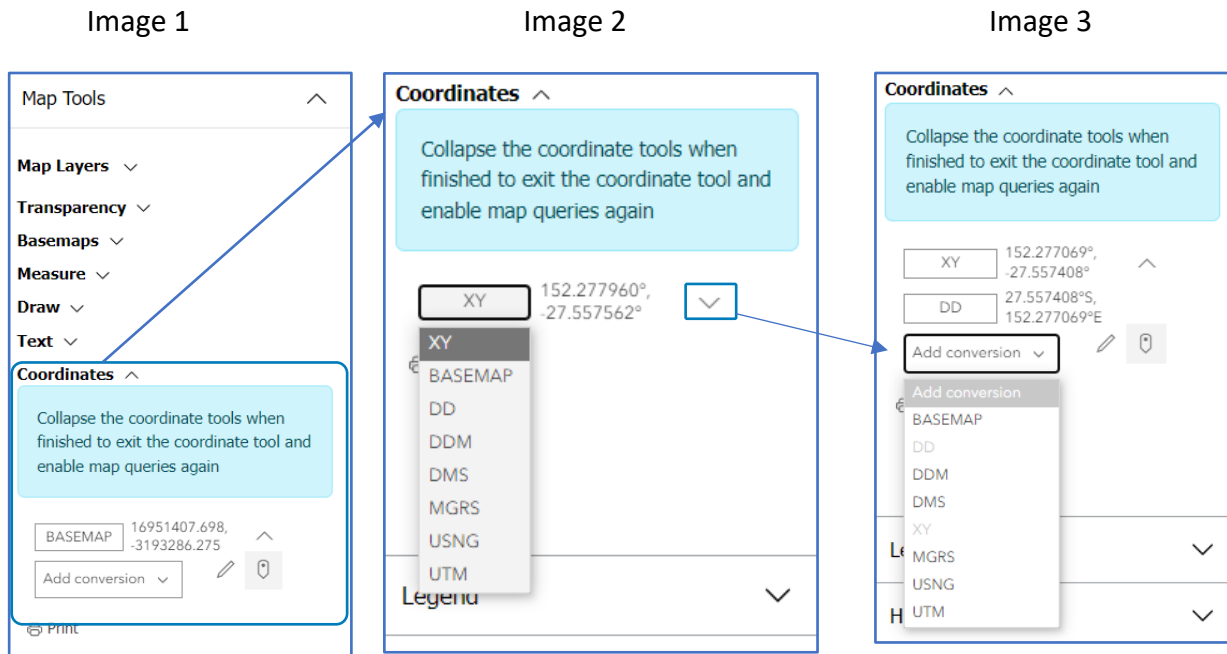 Image 1
Image 2
Image 3
Map Tools
Map Layers
Transparency
Basemaps
Measure
Draw
Text
Coordinates
Collapse the coordinate tools when
finished to exit the coordinate tool and
enable map queries again
BASEMAP
16951407.698,
-3193286.275
Add conversion
Print
Coordinates
Collapse the coordinate tools when
finished to exit the coordinate tool and
enable map queries again
XY
152.277960°,
-27.557562°
XY
BASEMAP
DD
DDM
DMS
MGRS
USNG
UTM
Legend
Coordinates
Collapse the coordinate tools when
finished to exit the coordinate tool and
enable map queries again
XY
152.277069°,
-27.557408°
DD
27.557408°S,
152.277069°E
Add conversion
Add conversion
BASEMAP
DD
DDM
DMS
XY
MGRS
USNG
UTM
Le
H